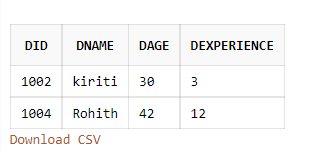 DID DNAME DAGE DEXPERIENCE
1002 kiriti 30 3
1004 Rohith 42 12
Download CSV